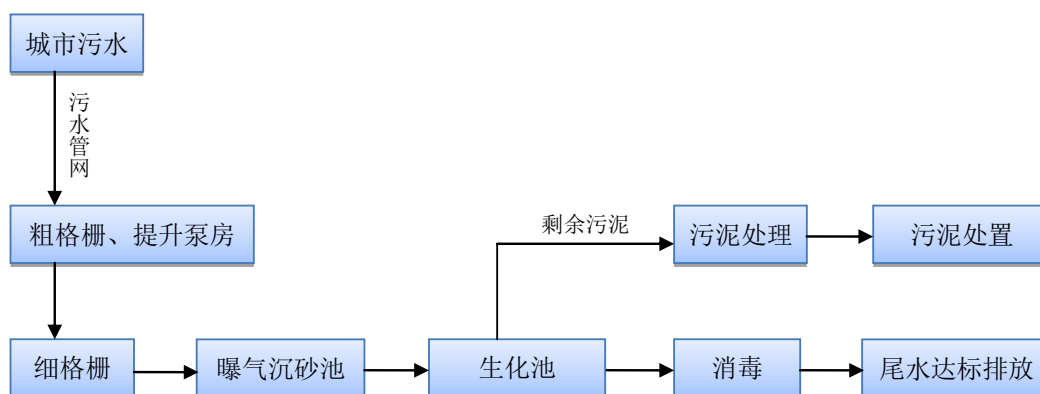 城市污水
污水管网
粗格栅、提升泵房
剩余污泥
污泥处理
污泥处置
细格栅
曝气沉砂池
生化池
消毒
尾水达标排放